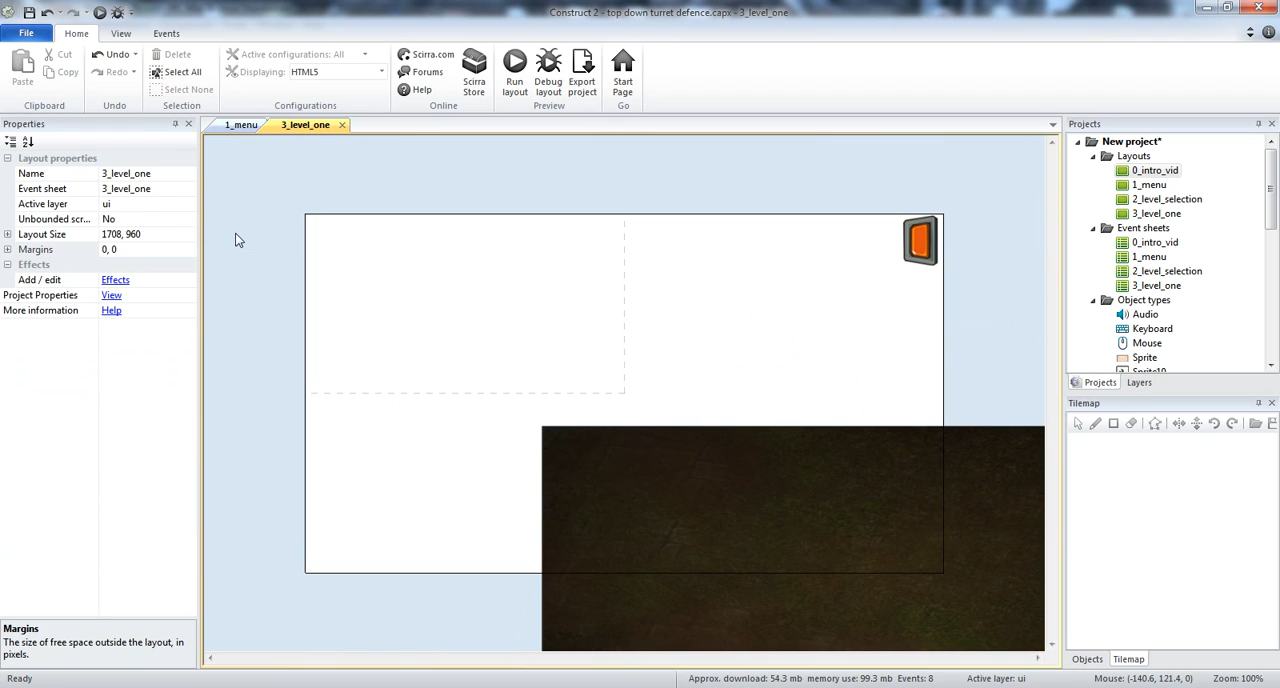 Construct 2 - top down turret defence.capx - 3_level_one
File Home View Events
Paste Cut Copy Clipboard
Undo Redo Undo
Delete Select All Select None Selection
Active configurations: All
Displaying: HTML5
Configurations
Scirra.com
Forums
Help
Scirra Store
Online
Run layout Debug layout Export project
Preview
Start Page
Go
Properties
1_menu 3_level_one
Layout properties
Name 3_level_one
Event sheet 3_level_one
Active layer ui
Unbounded scr... No
Layout Size 1708, 960
Margins 0, 0
Effects
Add / edit Effects
Project Properties View
More information Help
Margins
The size of free space outside the layout, in
pixels.
Projects
New project*
Layouts
0_intro_vid
1_menu
2_level_selection
3_level_one
Event sheets
0_intro_vid
1_menu
2_level_selection
3_level_one
Object types
Audio
Keyboard
Mouse
Sprite
Sprite10
Projects Layers
Tilemap
Objects Tilemap
Ready Approx. download: 54.3 mb memory use: 99.3 mb Events: 8 Active layer: ui Mouse: (-140.6, 121.4, 0) Zoom: 100%